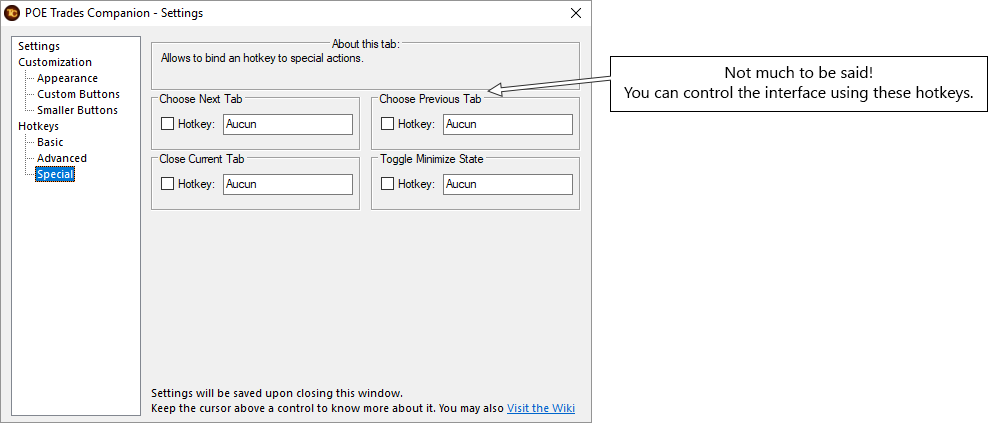 POE Trades Companion - Settings
Settings
Customization
Appearance
Custom Buttons
Smaller Buttons
Hotkeys
Basic
Advanced
Special
About this tab:
Allows to bind an hotkey to special actions.
Choose Next Tab
Hotkey: Aucun
Choose Previous Tab
Hotkey: Aucun
Close Current Tab
Hotkey: Aucun
Toggle Minimize State
Hotkey: Aucun
Settings will be saved upon closing this window.
Keep the cursor above a control to know more about it. You may also Visit the Wiki
Not much to be said!
You can control the interface using these hotkeys.